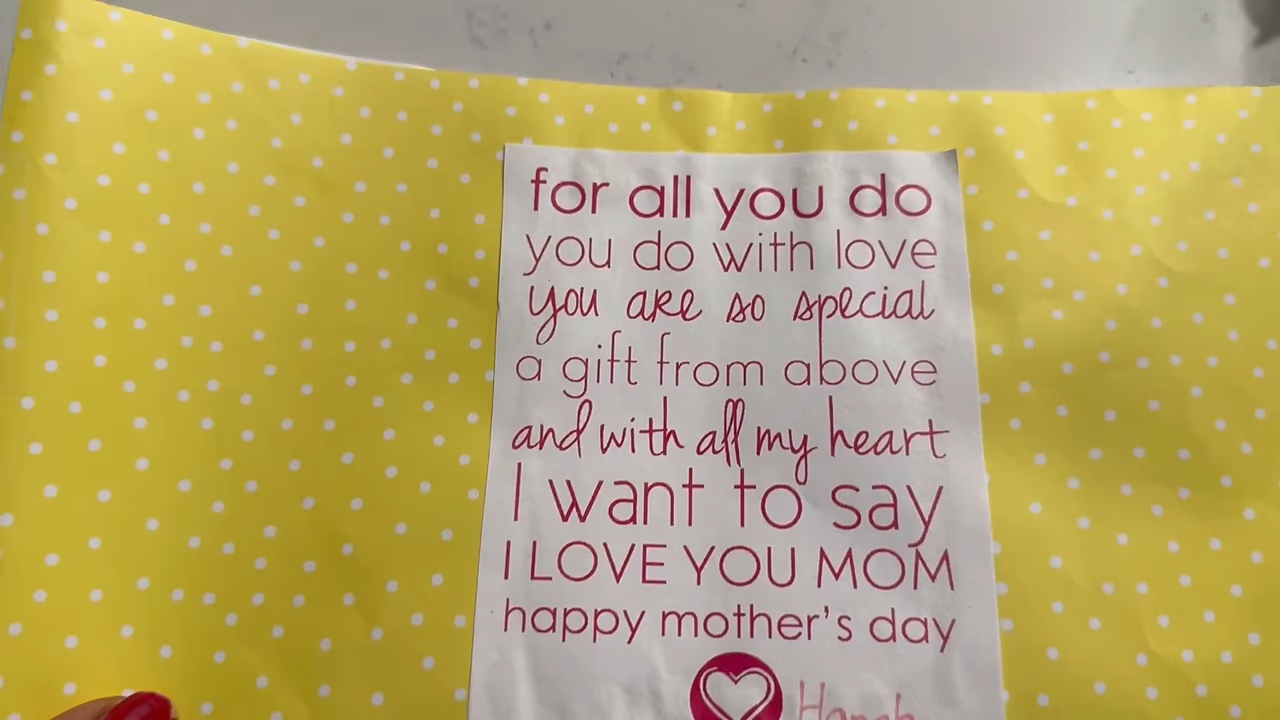 for all you do
you do with love
you are so special
a gift from above
and with all my heart
I want to say
I LOVE YOU MOM
happy mother's day